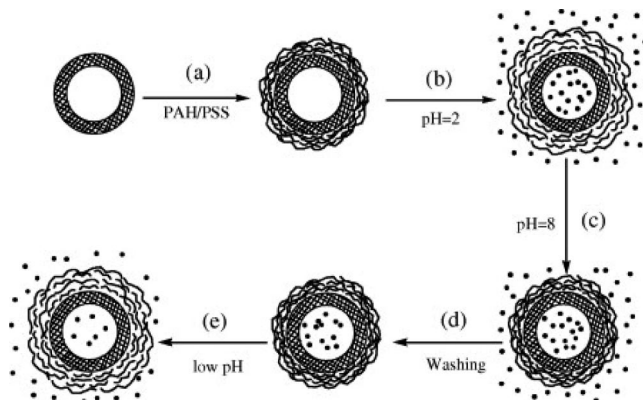 (a)
PAH/PSS
(b)
pH=2
pH=8
(c)
(d)
Washing
(e)
low pH